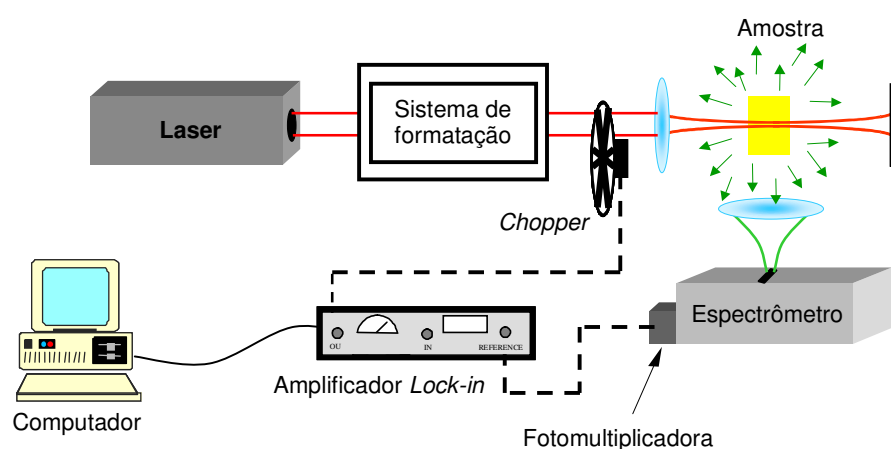 Amostra
Laser
Sistema de
formatação
Chopper
Espectrômetro
OU
IN
REFERENCE
Amplificador Lock-in
Computador
Fotomultiplicadora